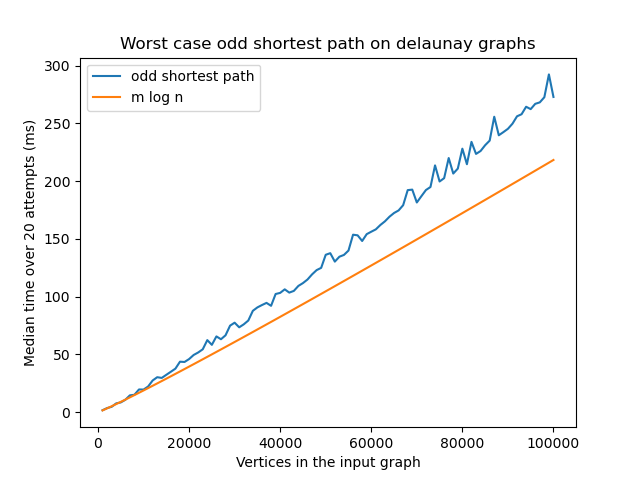 Worst case odd shortest path on delaunay graphs
odd shortest path
m log n
Median time over 20 attempts (ms)
300
250
200
150
100
50
0
0 20000 40000 60000 80000 100000
Vertices in the input graph